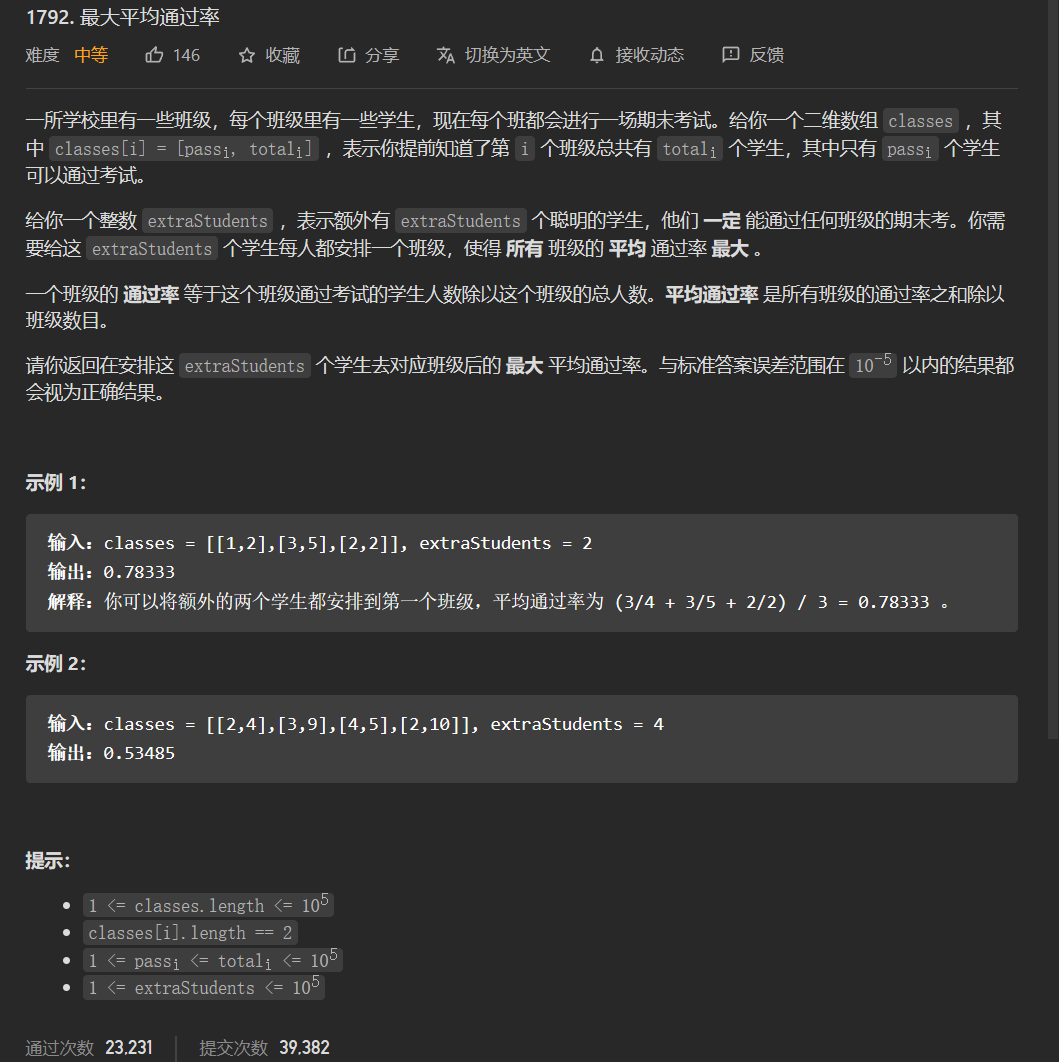 1792. 最大平均通过率
难度 中等 146 收藏 分享 切换为英文 接收动态 反馈
一所学校里有一些班级，每个班级里有一些学生，现在每个班都会进行一场期末考试。给你一个二维数组 classes ，其
中 classes[i] = [passi, totali] ，表示你提前知道了第 i 个班级总共有 totali 个学生，其中只有 passi 个学生
可以通过考试。
给你一个整数 extraStudents ，表示额外有 extraStudents 个聪明的学生，他们 一定 能通过任何班级的期末考。你需
要给这 extraStudents 个学生每人都安排一个班级，使得 所有 班级的 平均 通过率 最大 。
一个班级的 通过率 等于这个班级通过考试的学生人数除以这个班级的总人数。平均通过率 是所有班级的通过率之和除以
班级数目。
请你返回在安排这 extraStudents 个学生去对应班级后的 最大 平均通过率。与标准答案误差范围在 10^-5 以内的结果都
会视为正确结果。
示例 1：
输入：classes = [[1,2],[3,5],[2,2]], extraStudents = 2
输出：0.78333
解释：你可以将额外的两个学生都安排到第一个班级，平均通过率为 (3/4 + 3/5 + 2/2) / 3 = 0.78333 。
示例 2：
输入：classes = [[2,4],[3,9],[4,5],[2,10]], extraStudents = 4
输出：0.53485
提示：
1 <= classes.length <= 10^5
classes[i].length == 2
1 <= passi <= totali <= 10^5
1 <= extraStudents <= 10^5
通过次数 23,231 提交次数 39,382